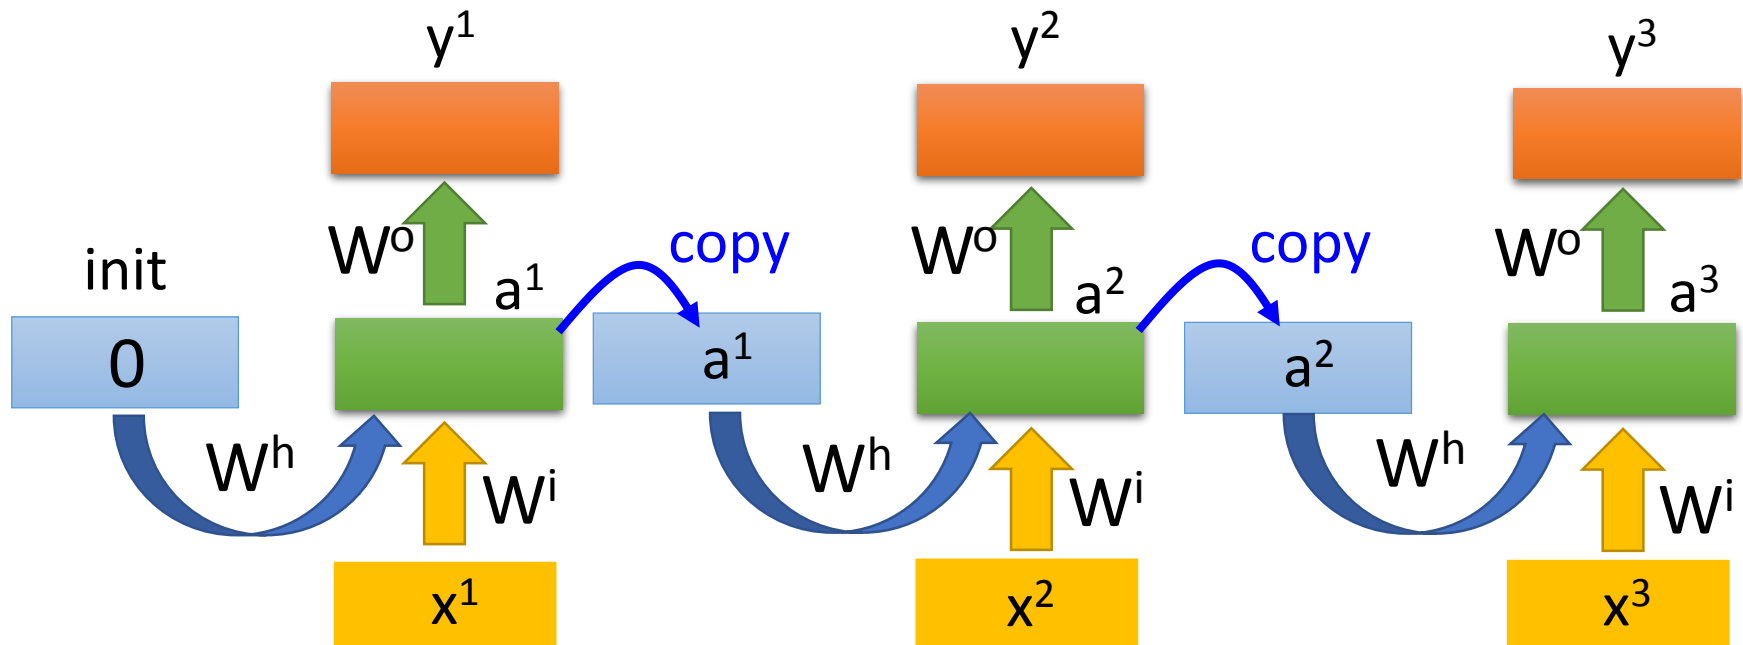 y¹
y²
y³
Wᵒ
copy
Wᵒ
copy
Wᵒ
init
a¹
a²
a³
0
a¹
a²
Wʰ
Wⁱ
Wʰ
Wⁱ
Wʰ
Wⁱ
x¹
x²
x³